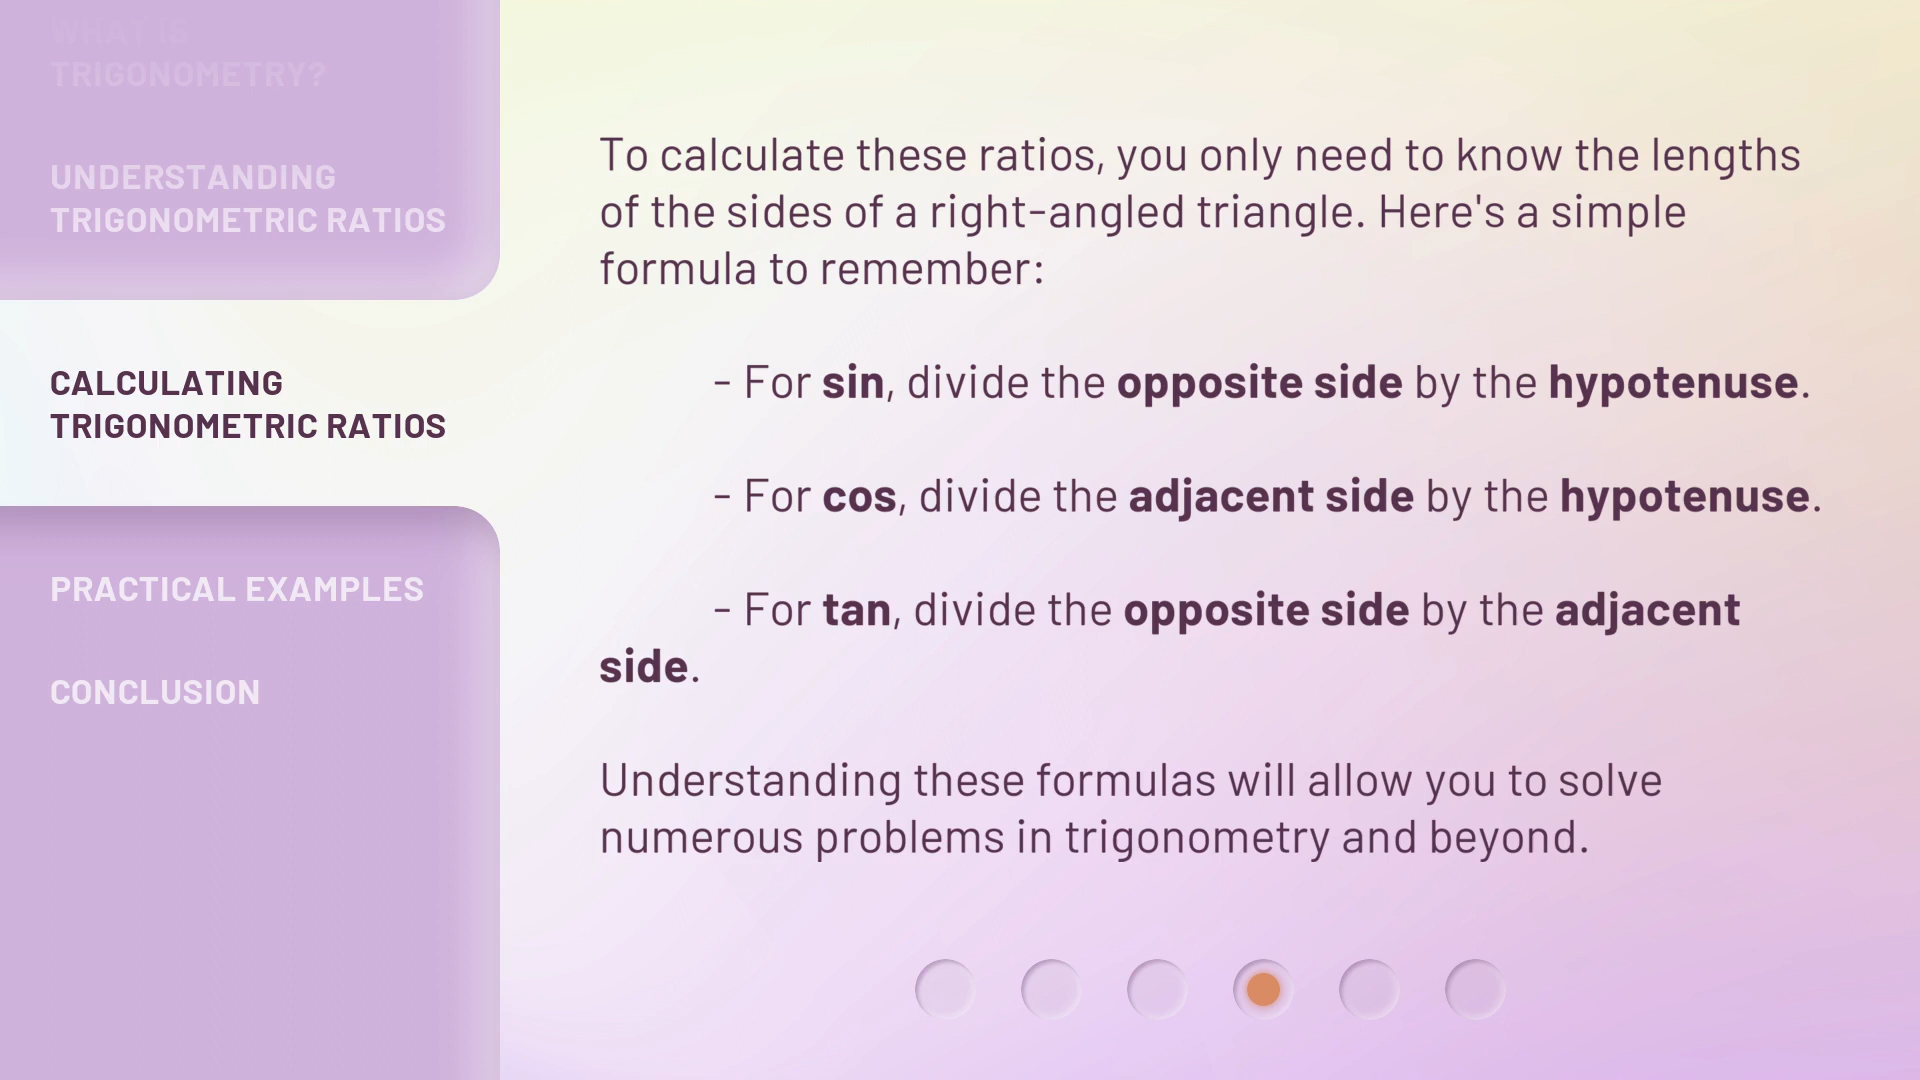 WHAT IS
TRIGONOMETRY?
UNDERSTANDING
TRIGONOMETRIC RATIOS
CALCULATING
TRIGONOMETRIC RATIOS
PRACTICAL EXAMPLES
CONCLUSION
To calculate these ratios, you only need to know the lengths
of the sides of a right-angled triangle. Here's a simple
formula to remember:
- For sin, divide the opposite side by the hypotenuse.
- For cos, divide the adjacent side by the hypotenuse.
- For tan, divide the opposite side by the adjacent
side.
Understanding these formulas will allow you to solve
numerous problems in trigonometry and beyond.